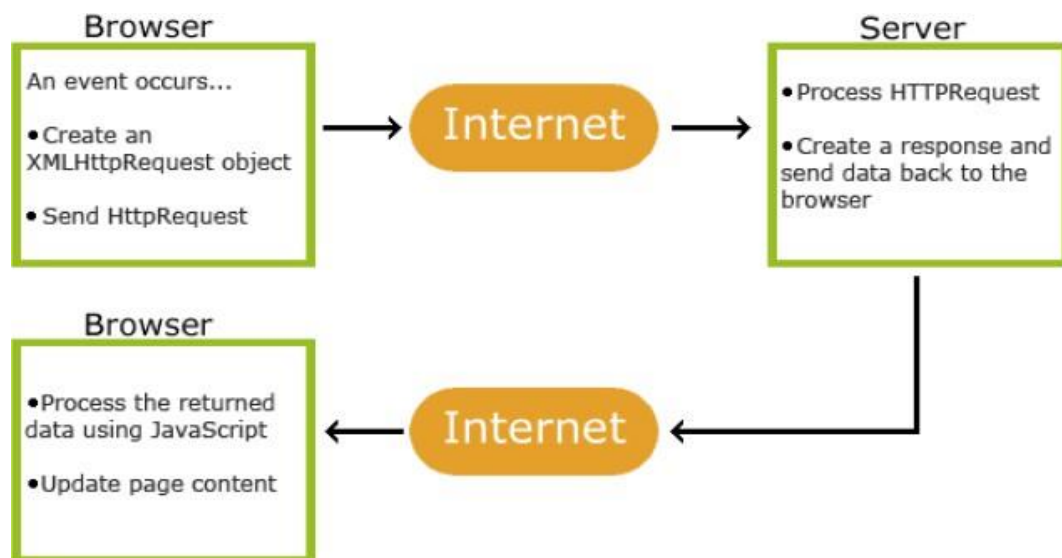 Browser
An event occurs...
•Create an
XMLHttpRequest object
•Send HttpRequest
Internet
Server
•Process HTTPRequest
•Create a response and
send data back to the
browser
Browser
•Process the returned
data using JavaScript
•Update page content
Internet